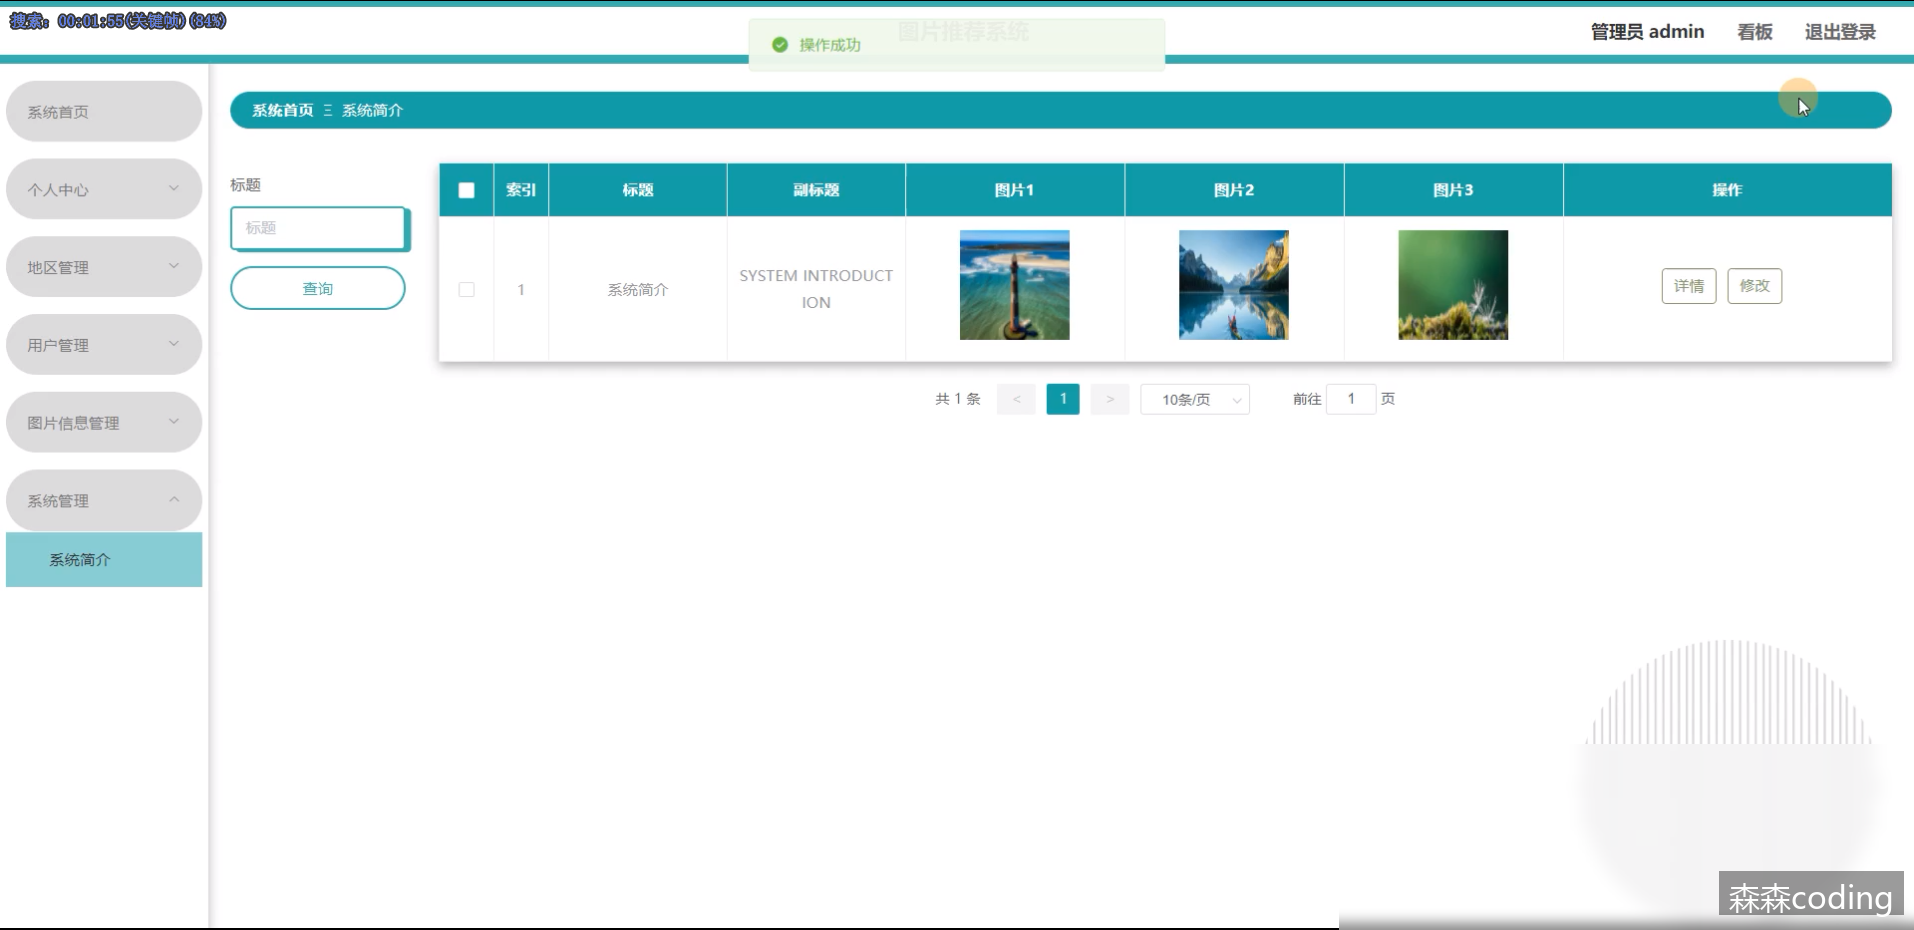 搜索：00:01:55(关键帧)(84%)
图片推荐系统
操作成功
管理员 admin 看板 退出登录
系统首页
个人中心
地区管理
用户管理
图片信息管理
系统管理
系统简介
系统首页 Ξ 系统简介
标题
标题
查询
索引 标题 副标题 图片1 图片2 图片3 操作
1 系统简介 SYSTEM INTRODUCT
ION
详情 修改
共 1 条 < 1 > 10条/页 前往 1 页
森森coding